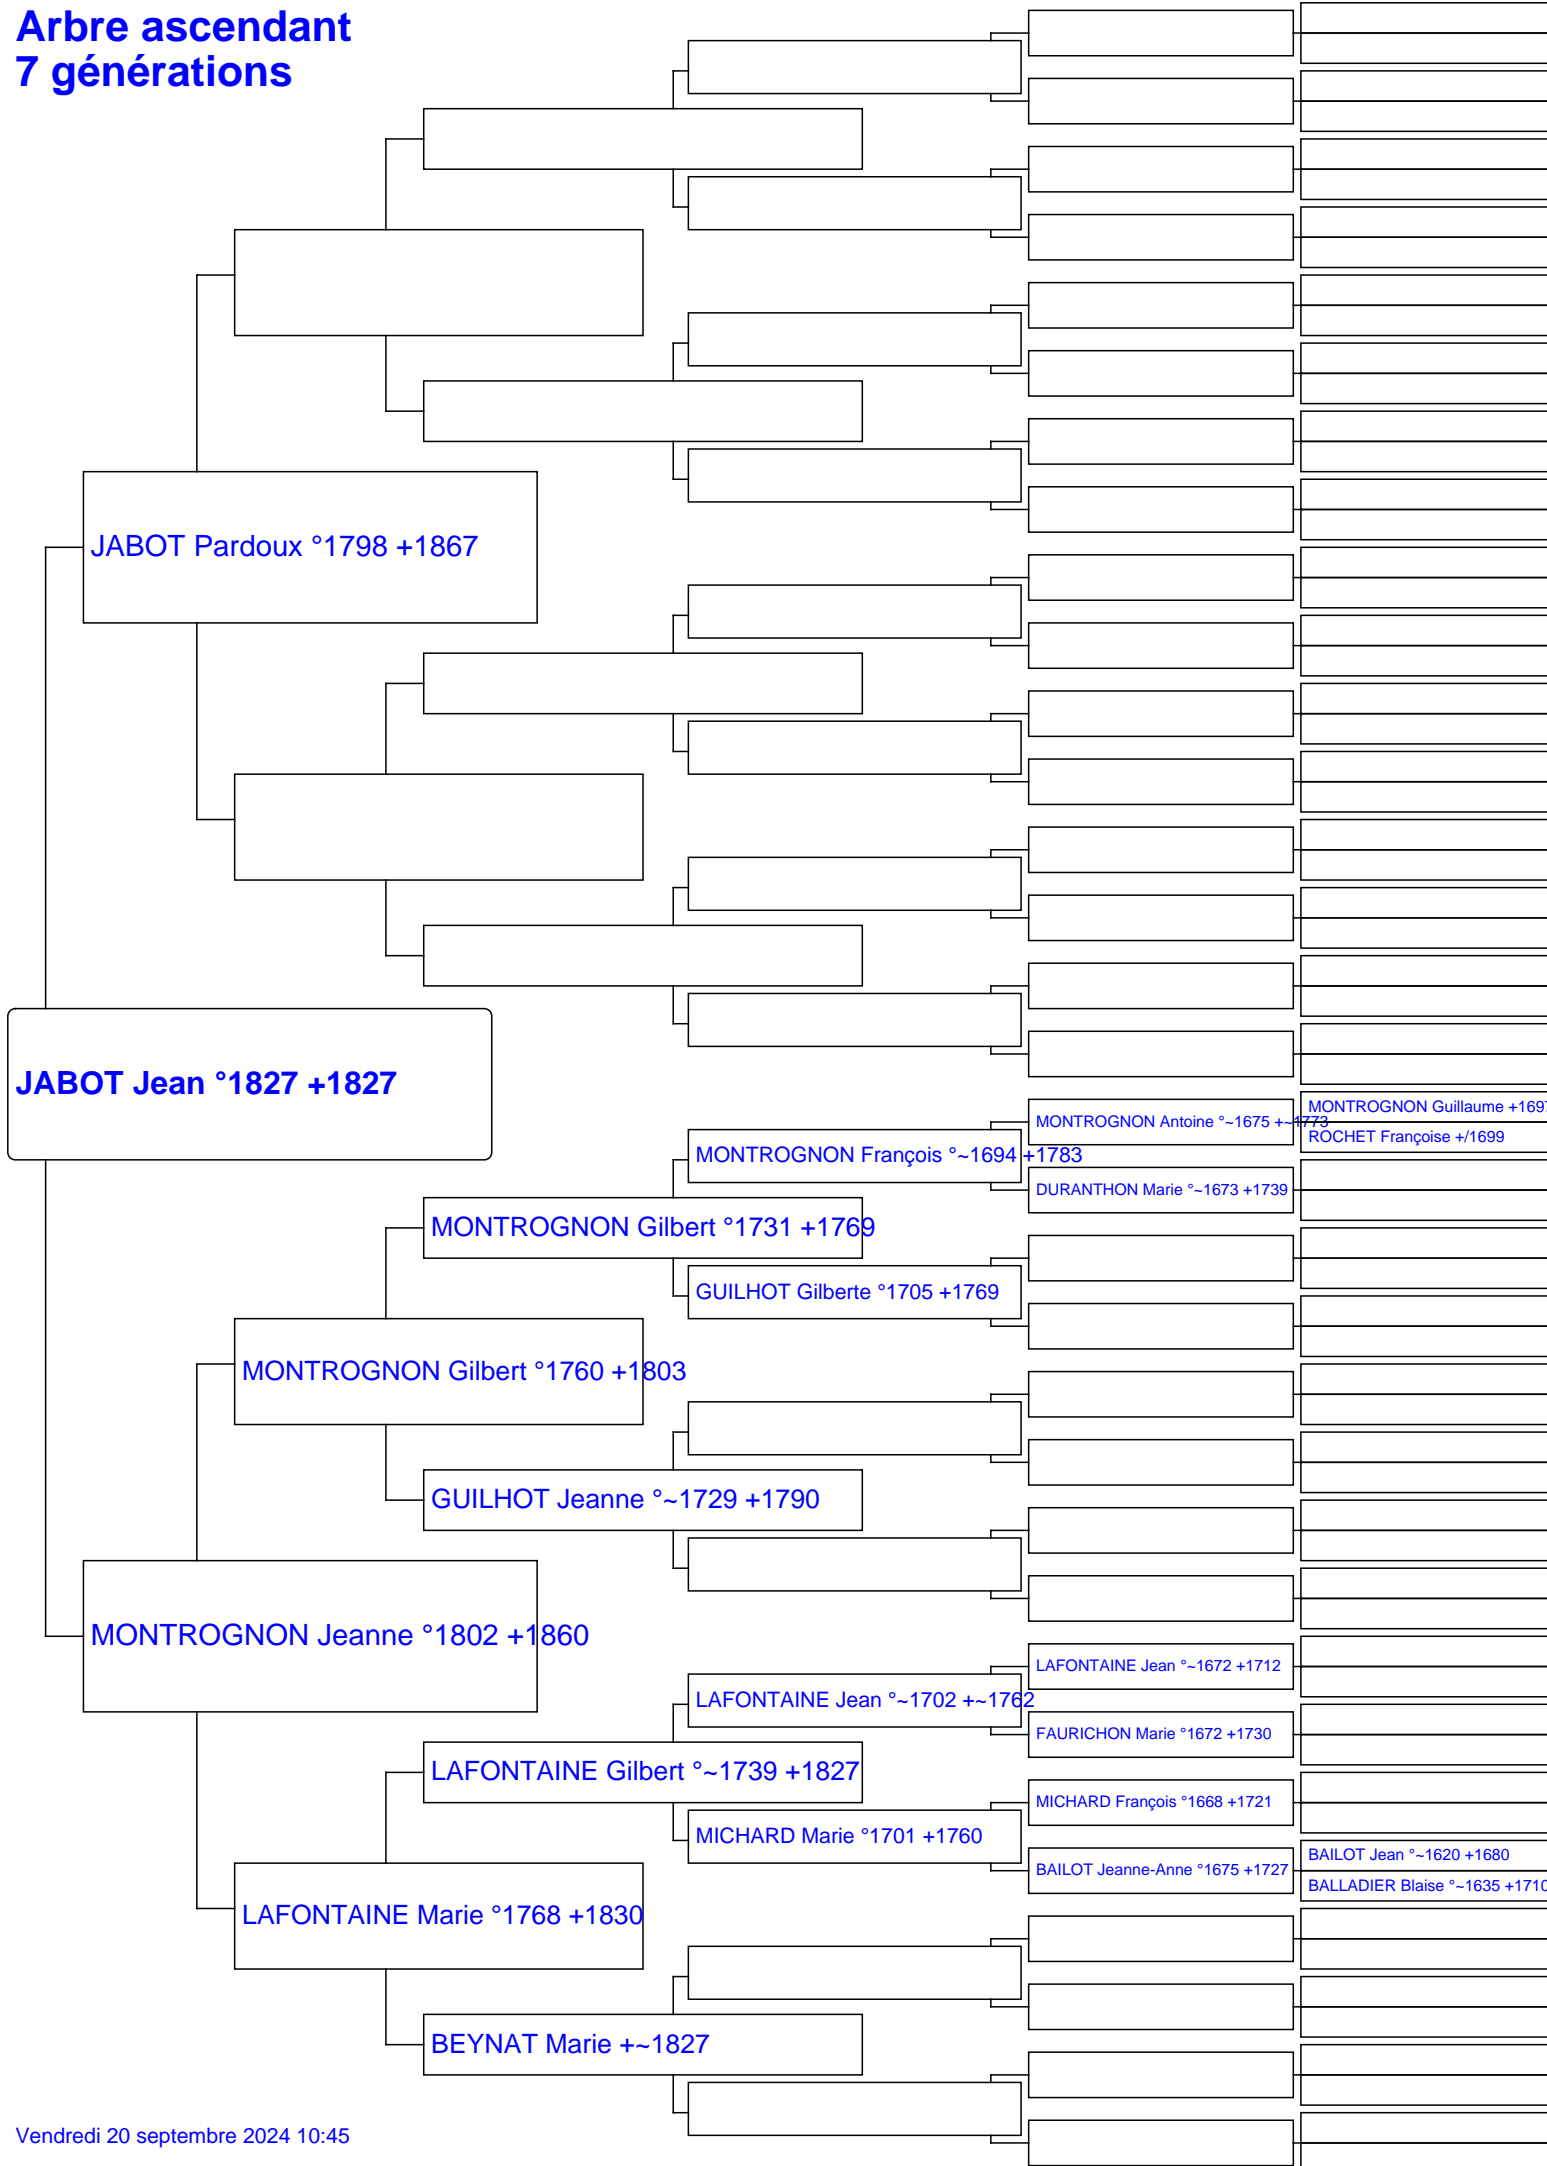 Arbre ascendant
7 générations
JABOT Pardoux °1798 +1867
JABOT Jean °1827 +1827
MONTROGNON Guillaume +1697
MONTROGNON Antoine °~1675 +~1773
ROCHET Françoise +/1699
MONTROGNON François °~1694 +1783
DURANTHON Marie °~1673 +1739
MONTROGNON Gilbert °1731 +1769
GUILHOT Gilberte °1705 +1769
MONTROGNON Gilbert °1760 +1803
GUILHOT Jeanne °~1729 +1790
MONTROGNON Jeanne °1802 +1860
LAFONTAINE Jean °~1672 +1712
LAFONTAINE Jean °~1702 +~1762
FAURICHON Marie °1672 +1730
LAFONTAINE Gilbert °~1739 +1827
MICHARD François °1668 +1721
MICHARD Marie °1701 +1760
BAILOT Jean °~1620 +1680
BAILOT Jeanne-Anne °1675 +1727
BALLADIER Blaise °~1635 +1710
LAFONTAINE Marie °1768 +1830
BEYNAT Marie +~1827
Vendredi 20 septembre 2024 10:45